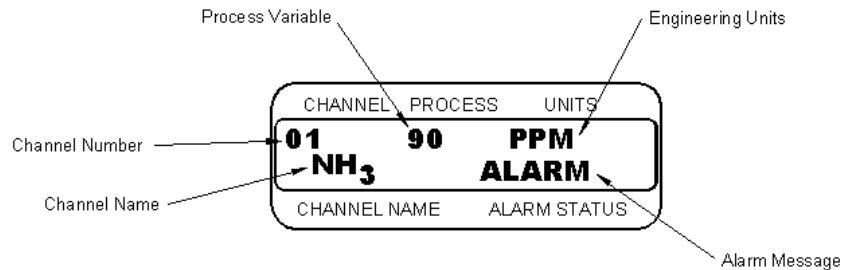 Process Variable
Engineering Units
CHANNEL PROCESS UNITS
01 90 PPM
Channel Number
NH₃ ALARM
Channel Name
CHANNEL NAME ALARM STATUS
Alarm Message